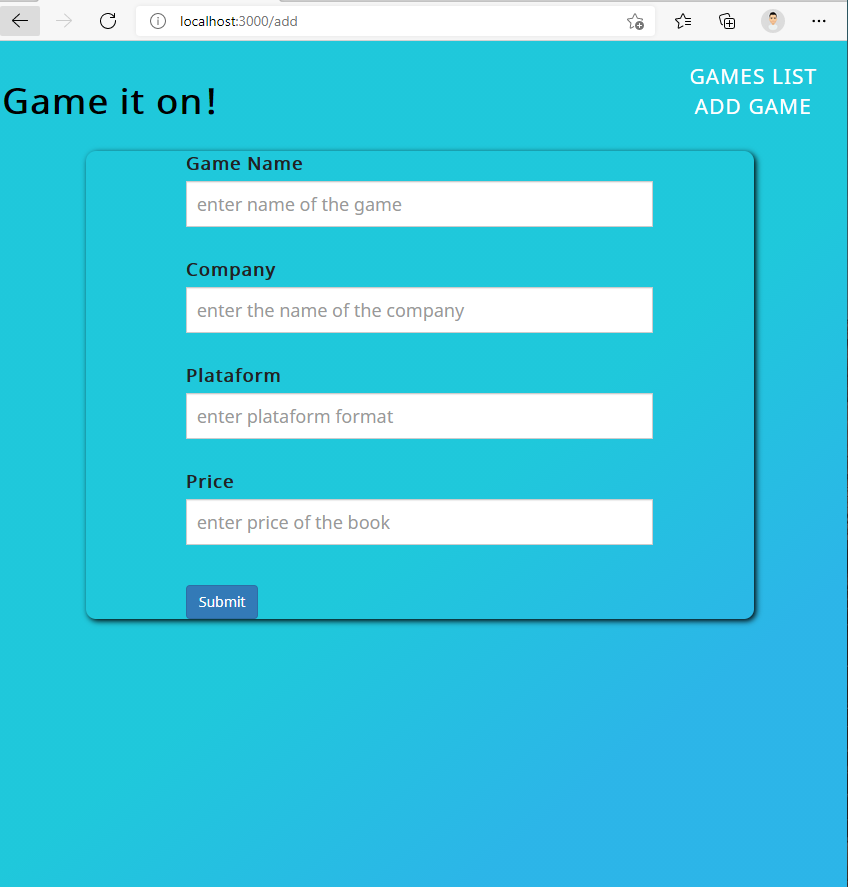 localhost:3000/add
GAMES LIST
Game it on!
ADD GAME
Game Name
enter name of the game
Company
enter the name of the company
Plataform
enter plataform format
Price
enter price of the book
Submit